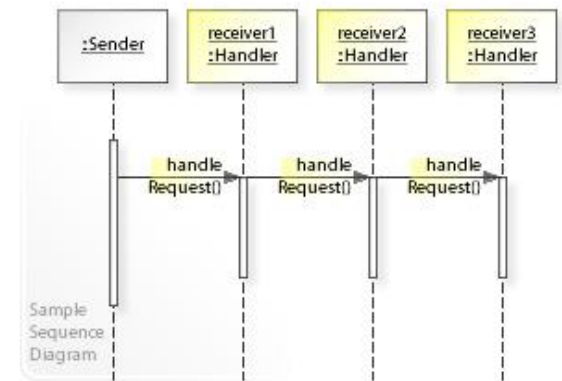 :Sender
receiver1
:Handler
receiver2
:Handler
receiver3
:Handler
handle
Request()
handle
Request()
handle
Request()
Sample
Sequence
Diagram